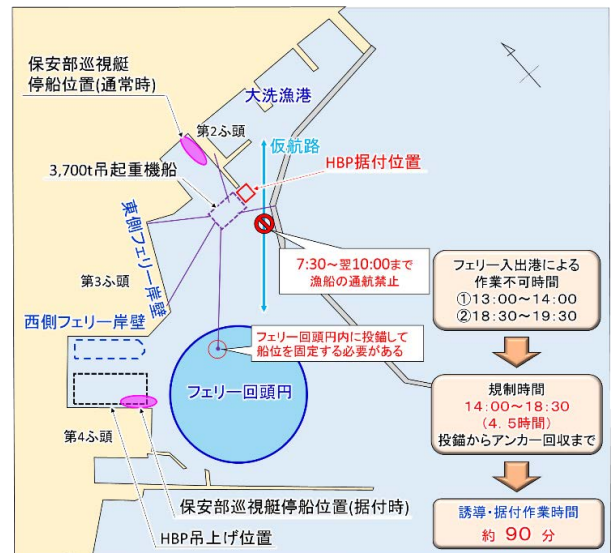 保安部巡視艇
停船位置(通常時)
大洗漁港
第2ふ頭
仮航路
3,700t吊起重機船
HBP据付位置
東側フェリー岸壁
7:30～翌10:00まで
漁船の通航禁止
第3ふ頭
西側フェリー岸壁
フェリー回頭円内に投錨して
船位を固定する必要がある
フェリー回頭円
第4ふ頭
保安部巡視艇停船位置(据付時)
HBP吊上げ位置
フェリー入出港による
作業不可時間
①13:00～14:00
②18:30～19:30
規制時間
14:00～18:30
(4.5時間)
投錨からアンカー回収まで
誘導・据付作業時間
約 90 分